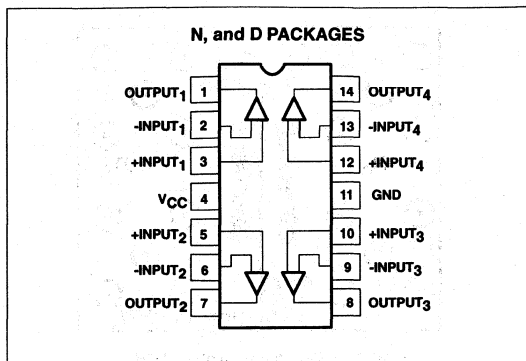 N, and D PACKAGES
OUTPUT1 1 14 OUTPUT4
-INPUT1 2 13 -INPUT4
+INPUT1 3 12 +INPUT4
VCC 4 11 GND
+INPUT2 5 10 +INPUT3
-INPUT2 6 9 -INPUT3
OUTPUT2 7 8 OUTPUT3